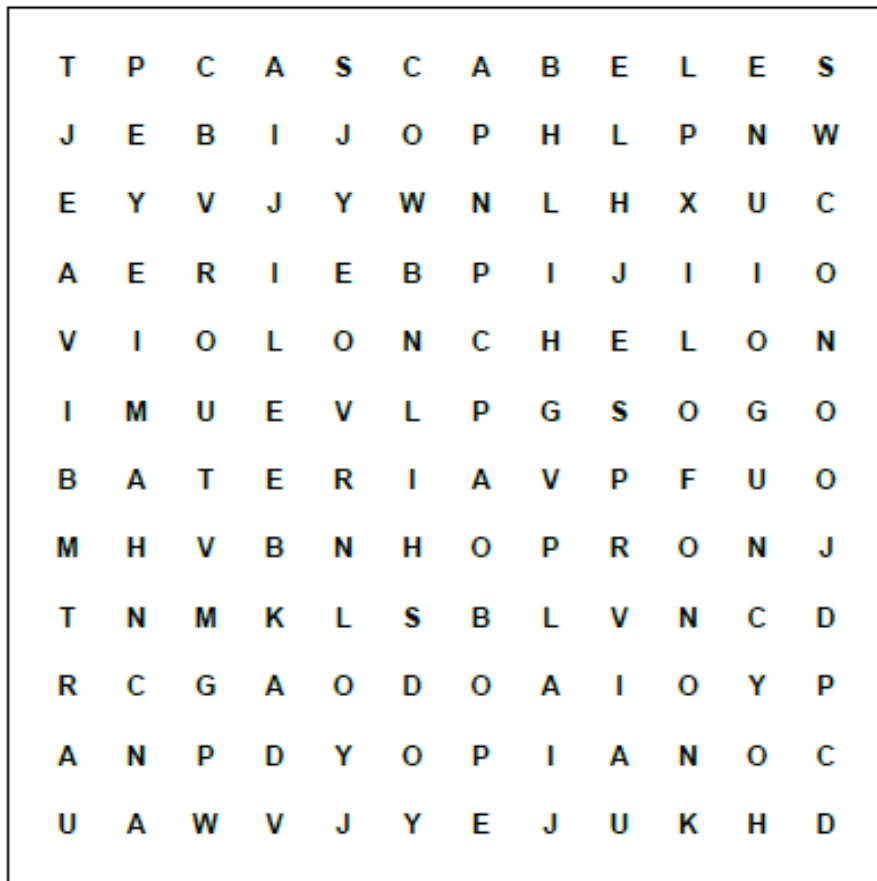 T P C A S C A B E L E S
J E B I J O P H L P N W
E Y V J Y W N L H X U C
A E R I E B P I J I I O
V I O L O N C H E L O N
I M U E V L P G S O G O
B A T E R I A V P F U O
M H V B N H O P R O N J
T N M K L S B L V N C D
R C G A O D O A I O Y P
A N P D Y O P I A N O C
U A W V J Y E J U K H D